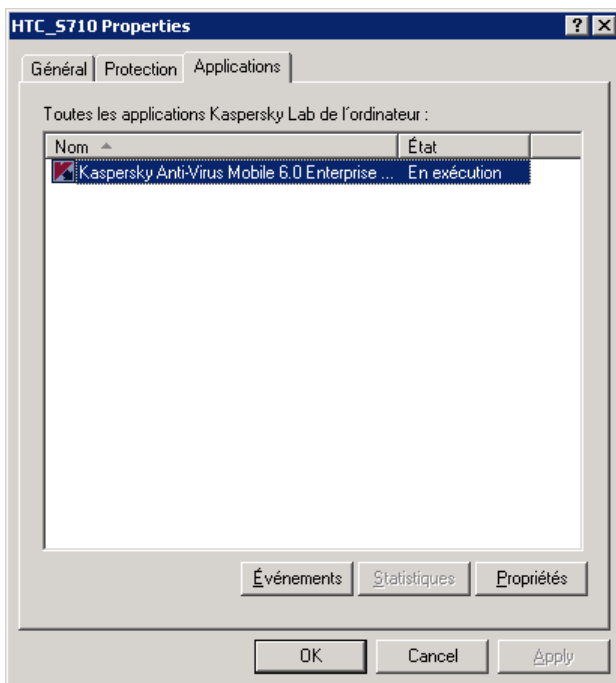 HTC_S710 Properties
Général Protection Applications
Toutes les applications Kaspersky Lab de l'ordinateur :
Nom État
Kaspersky Anti-Virus Mobile 6.0 Enterprise ... En exécution
Événements Statistiques Propriétés
OK Cancel Apply